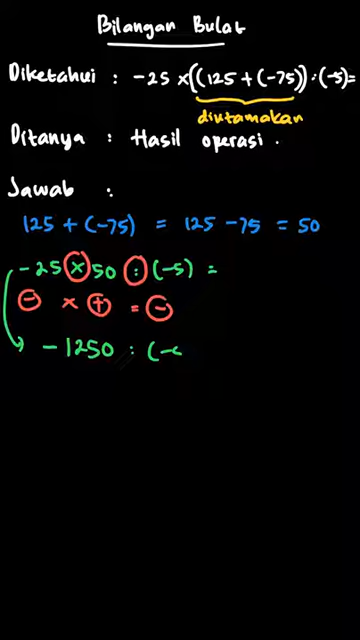 Bilangan Bulat
Diketahui : -25 x ((125 + (-75)) : (-5) =
diutamakan
Ditanya : Hasil operasi.
Jawab :
125 + (-75) = 125 - 75 = 50
-25 x 50 : (-5) =
- x + = -
- 1250 : (-